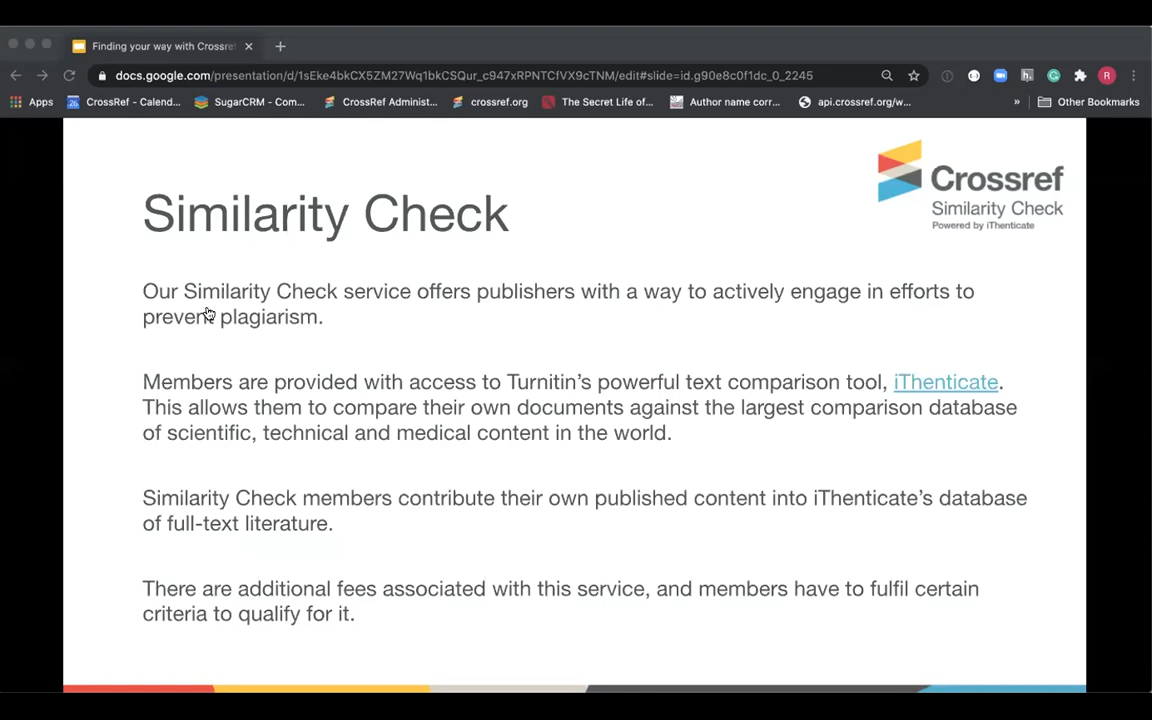 Finding your way with Crossref
docs.google.com/presentation/d/1sEke4bkCX5ZM27Wq1bkCSQur_c947xRPNTCfVX9cTNM/edit#slide=id.g90e8c0f1dc_0_2245
R
Apps
CrossRef - Calend...
SugarCRM - Com...
CrossRef Administ...
crossref.org
The Secret Life of...
Author name corr...
api.crossref.org/w...
»
Other Bookmarks
Crossref
Similarity Check
Powered by iThenticate
Similarity Check
Our Similarity Check service offers publishers with a way to actively engage in efforts to
prevent plagiarism.
Members are provided with access to Turnitin’s powerful text comparison tool, iThenticate.
This allows them to compare their own documents against the largest comparison database
of scientific, technical and medical content in the world.
Similarity Check members contribute their own published content into iThenticate’s database
of full-text literature.
There are additional fees associated with this service, and members have to fulfil certain
criteria to qualify for it.